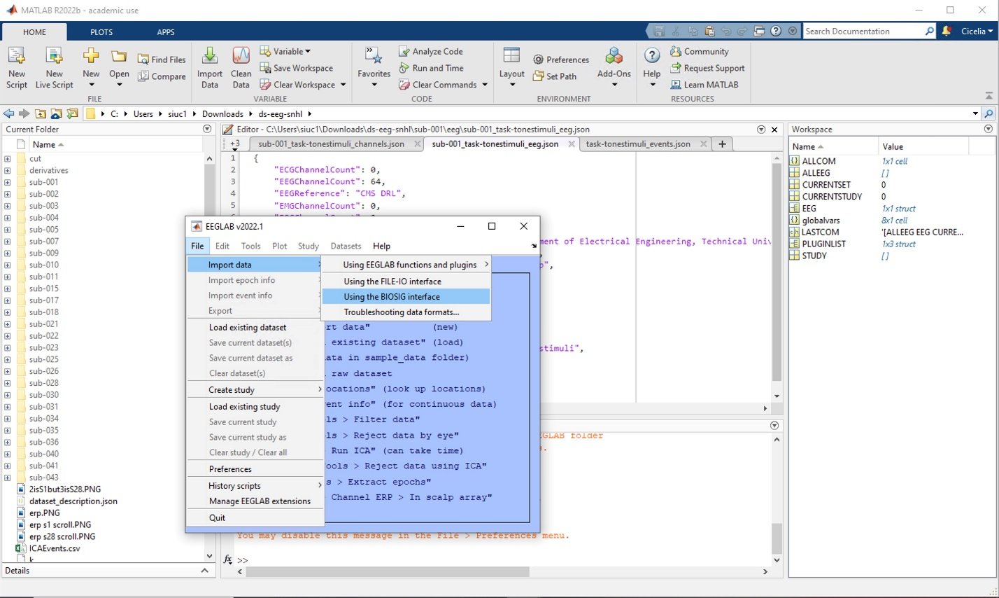 MATLAB R2022b - academic use
HOME PLOTS APPS
Search Documentation
Cicelia
New Script
New Live Script
New
Open
Find Files
Compare
FILE
Import Data
Clean Data
Variable
Save Workspace
Clear Workspace
VARIABLE
Favorites
Analyze Code
Run and Time
Clear Commands
CODE
Layout
Preferences
Set Path
Add-Ons
ENVIRONMENT
Help
Community
Request Support
Learn MATLAB
RESOURCES
C: Users siuc1 Downloads ds-eeg-snhl
Current Folder
Name
cut
derivatives
sub-001
sub-002
sub-003
sub-004
sub-005
sub-007
sub-009
sub-010
sub-011
sub-015
sub-017
sub-018
sub-021
sub-022
sub-023
sub-025
sub-026
sub-028
sub-030
sub-031
sub-034
sub-035
sub-036
sub-040
sub-041
sub-043
2isS1but3isS28.PNG
dataset_description.json
erp.PNG
erp s1 scroll.PNG
erp s28 scroll.PNG
ICAEvents.csv
Details
Editor - C:\Users\siuc1\Downloads\ds-eeg-snhl\sub-001\eeg\sub-001_task-tonestimuli_eeg.json
+3 sub-001_task-tonestimuli_channels.json sub-001_task-tonestimuli_eeg.json task-tonestimuli_events.json +
1 {
2 "ECGChannelCount": 0,
3 "EEGChannelCount": 64,
4 "EEGReference": "CMS DRL",
5 "EMGChannelCount": 0,
ment of Electrical Engineering, Technical Univ
p",
stimuli",
EEGLAB v2022.1
File Edit Tools Plot Study Datasets Help
Import data
Import epoch info
Import event info
Export
Load existing dataset
Save current dataset(s)
Save current dataset as
Clear dataset(s)
Create study
Load existing study
Save current study
Save current study as
Clear study / Clear all
Preferences
History scripts
Manage EEGLAB extensions
Quit
Using EEGLAB functions and plugins
Using the FILE-IO interface
Using the BIOSIG interface
Troubleshooting data formats...
rt data" (new)
existing dataset" (load)
ata in sample_data folder)
raw dataset
ocations" (look up locations)
vent info" (for continuous data)
ls > Filter data"
ls > Reject data by eye"
Run ICA" (can take time)
ools > Reject data using ICA"
s > Extract epochs"
Channel ERP > In scalp array"
GLAB folder
You may disable this message in the File > Preferences menu.
fx >>
Workspace
Name Value
ALLCOM 1x1 cell
ALLEEG []
CURRENTSET 0
CURRENTSTUDY 0
EEG 1x1 struct
globalvars 8x1 cell
LASTCOM '[ALLEEG EEG CURRE...
PLUGINLIST 1x3 struct
STUDY []